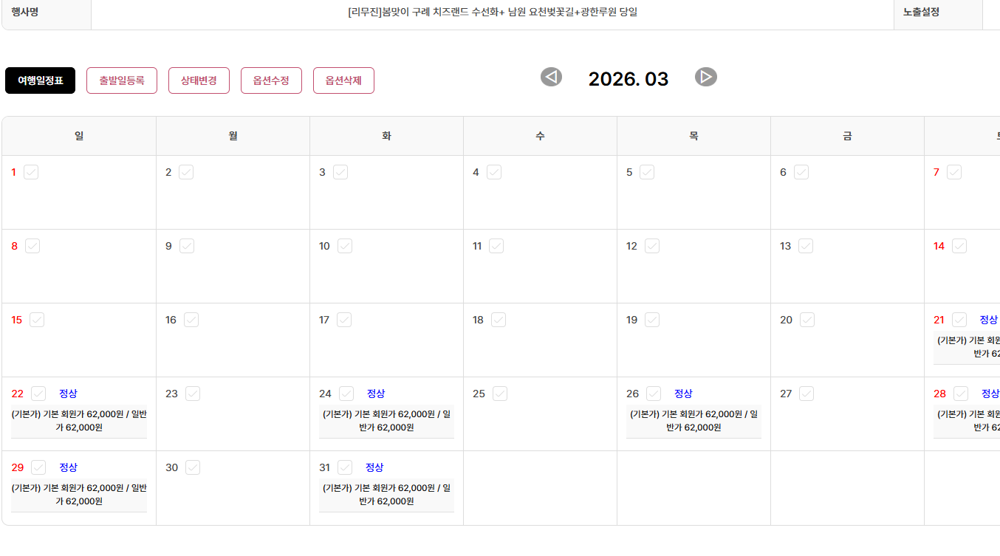 행사명 [리무진]봄맞이 구례 치즈랜드 수선화+ 남원 요천벚꽃길+광한루원 당일 노출설정
여행일정표 출발일등록 상태변경 옵션수정 옵션삭제 2026. 03
일 월 화 수 목 금
1 2 3 4 5 6 7
8 9 10 11 12 13 14
15 16 17 18 19 20 21 정상
(기본가) 기본 회원
반가 62
22 정상 23 24 정상 25 26 정상 27 28 정상
(기본가) 기본 회원가 62,000원 / 일반 (기본가) 기본 회원가 62,000원 / 일 (기본가) 기본 회원가 62,000원 / 일 (기본가) 기본 회원
가 62,000원 반가 62,000원 반가 62,000원 반가 62
29 정상 30 31 정상
(기본가) 기본 회원가 62,000원 / 일반 (기본가) 기본 회원가 62,000원 / 일
가 62,000원 반가 62,000원